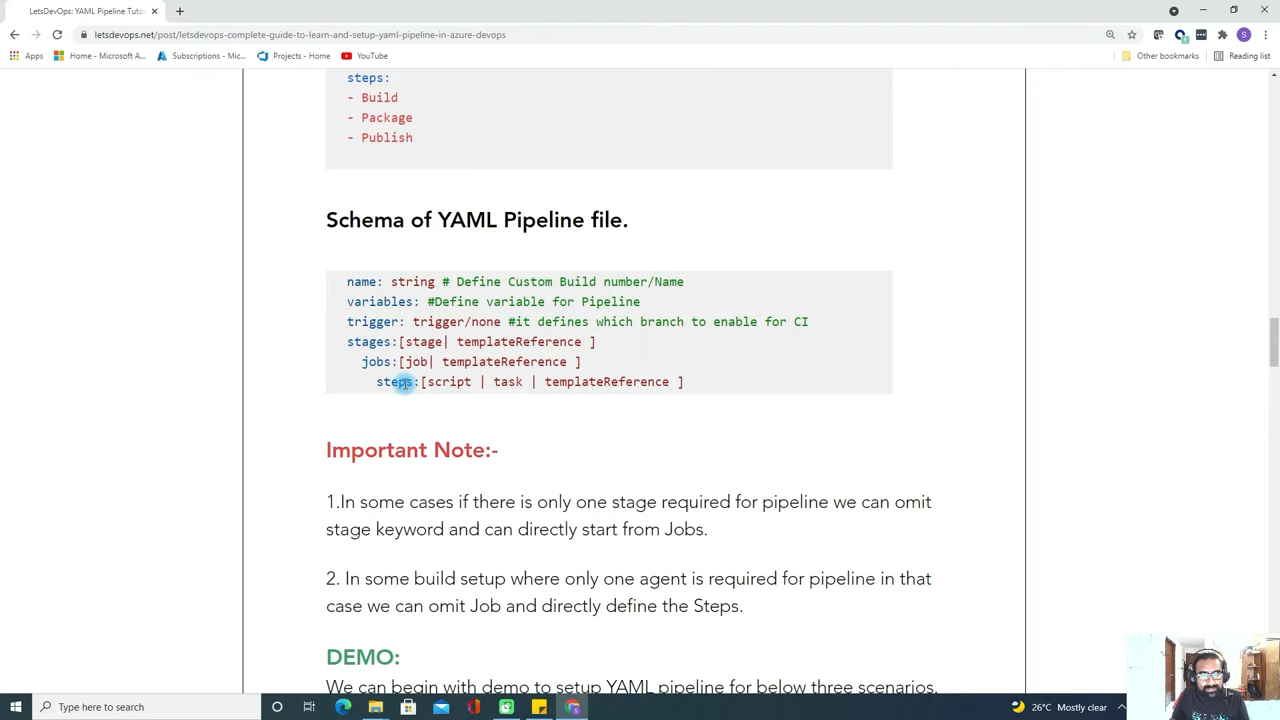 LetsDevOps: YAML Pipeline Tuto
letsdevops.net/post/letsdevops-complete-guide-to-learn-and-setup-yaml-pipeline-in-azure-devops
S
Apps
Home - Microsoft A...
Subscriptions - Mic...
Projects - Home
YouTube
Other bookmarks
Reading list
steps:
- Build
- Package
- Publish
Schema of YAML Pipeline file.
name: string # Define Custom Build number/Name
variables: #Define variable for Pipeline
trigger: trigger/none #it defines which branch to enable for CI
stages:[stage| templateReference ]
jobs:[job| templateReference ]
steps:[script | task | templateReference ]
Important Note:-
1.In some cases if there is only one stage required for pipeline we can omit
stage keyword and can directly start from Jobs.
2. In some build setup where only one agent is required for pipeline in that
case we can omit Job and directly define the Steps.
DEMO:
We can begin with demo to setup YAML pipeline for below three scenarios.
Type here to search
26°C Mostly clear